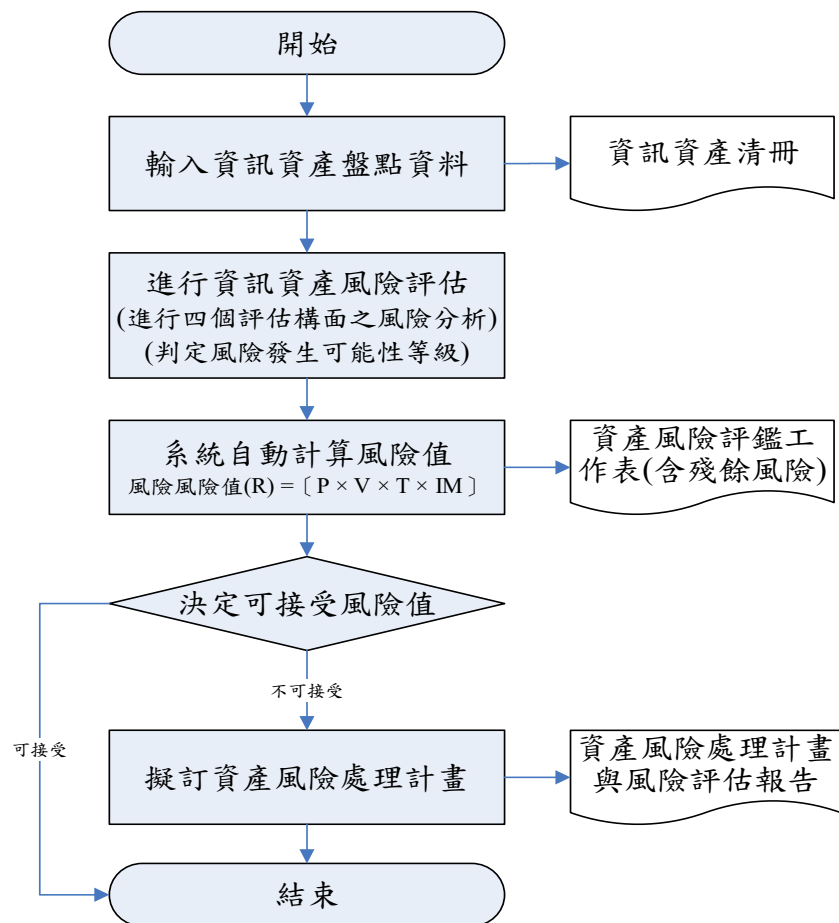 開始
輸入資訊資產盤點資料
資訊資產清冊
進行資訊資產風險評估
(進行四個評估構面之風險分析)
(判定風險發生可能性等級)
系統自動計算風險值
風險風險值(R) =〔 P × V × T × IM 〕
資產風險評鑑工
作表(含殘餘風險)
決定可接受風險值
不可接受
可接受
擬訂資產風險處理計畫
資產風險處理計畫
與風險評估報告
結束